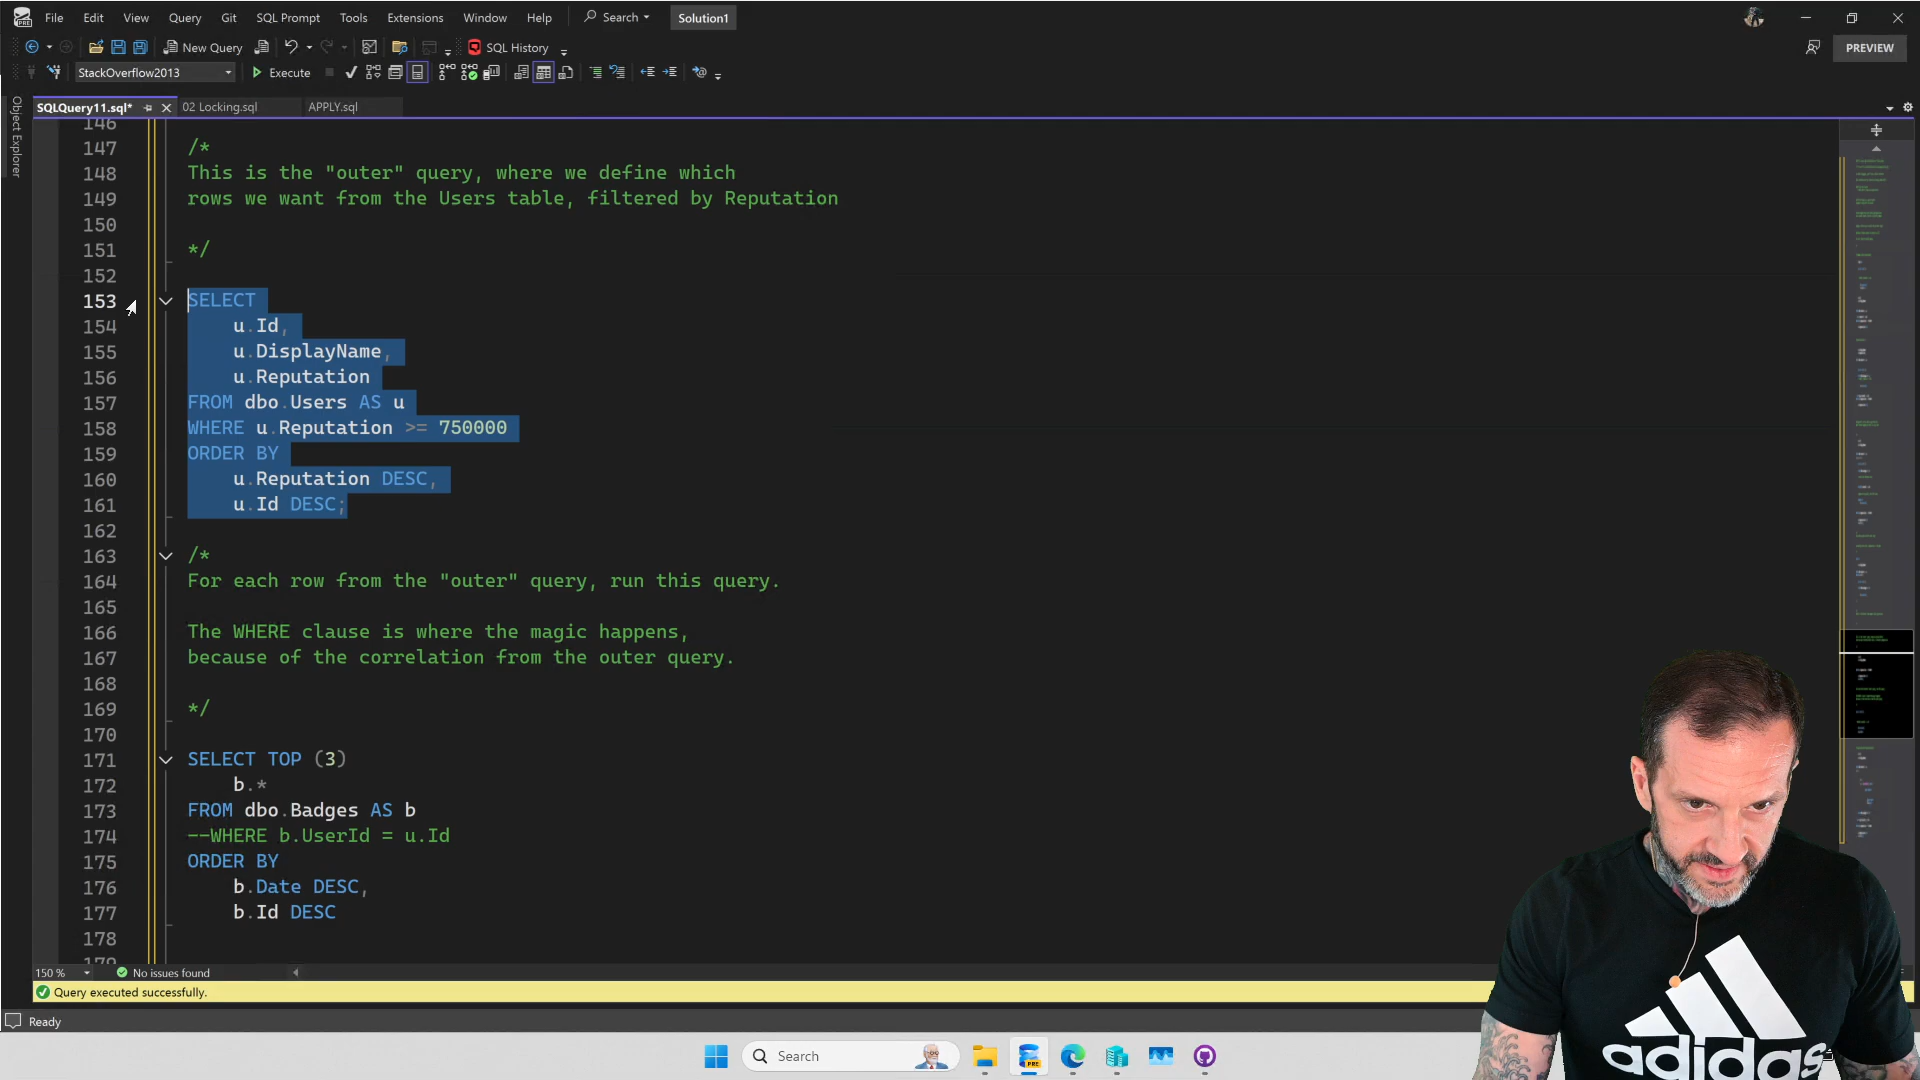 File Edit View Query Git SQL Prompt Tools Extensions Window Help Search Solution1
New Query SQL History PREVIEW
StackOverflow2013 Execute
SQLQuery11.sql* 02 Locking.sql APPLY.sql
Object Explorer
146
147 /*
148 This is the "outer" query, where we define which
149 rows we want from the Users table, filtered by Reputation
150
151 */
152
153 SELECT
154 u.Id,
155 u.DisplayName,
156 u.Reputation
157 FROM dbo.Users AS u
158 WHERE u.Reputation >= 750000
159 ORDER BY
160 u.Reputation DESC,
161 u.Id DESC;
162
163 /*
164 For each row from the "outer" query, run this query.
165
166 The WHERE clause is where the magic happens,
167 because of the correlation from the outer query.
168
169 */
170
171 SELECT TOP (3)
172 b.*
173 FROM dbo.Badges AS b
174 --WHERE b.UserId = u.Id
175 ORDER BY
176 b.Date DESC,
177 b.Id DESC
178
179
150 % No issues found
Query executed successfully.
Ready
Search
PRE
adidas